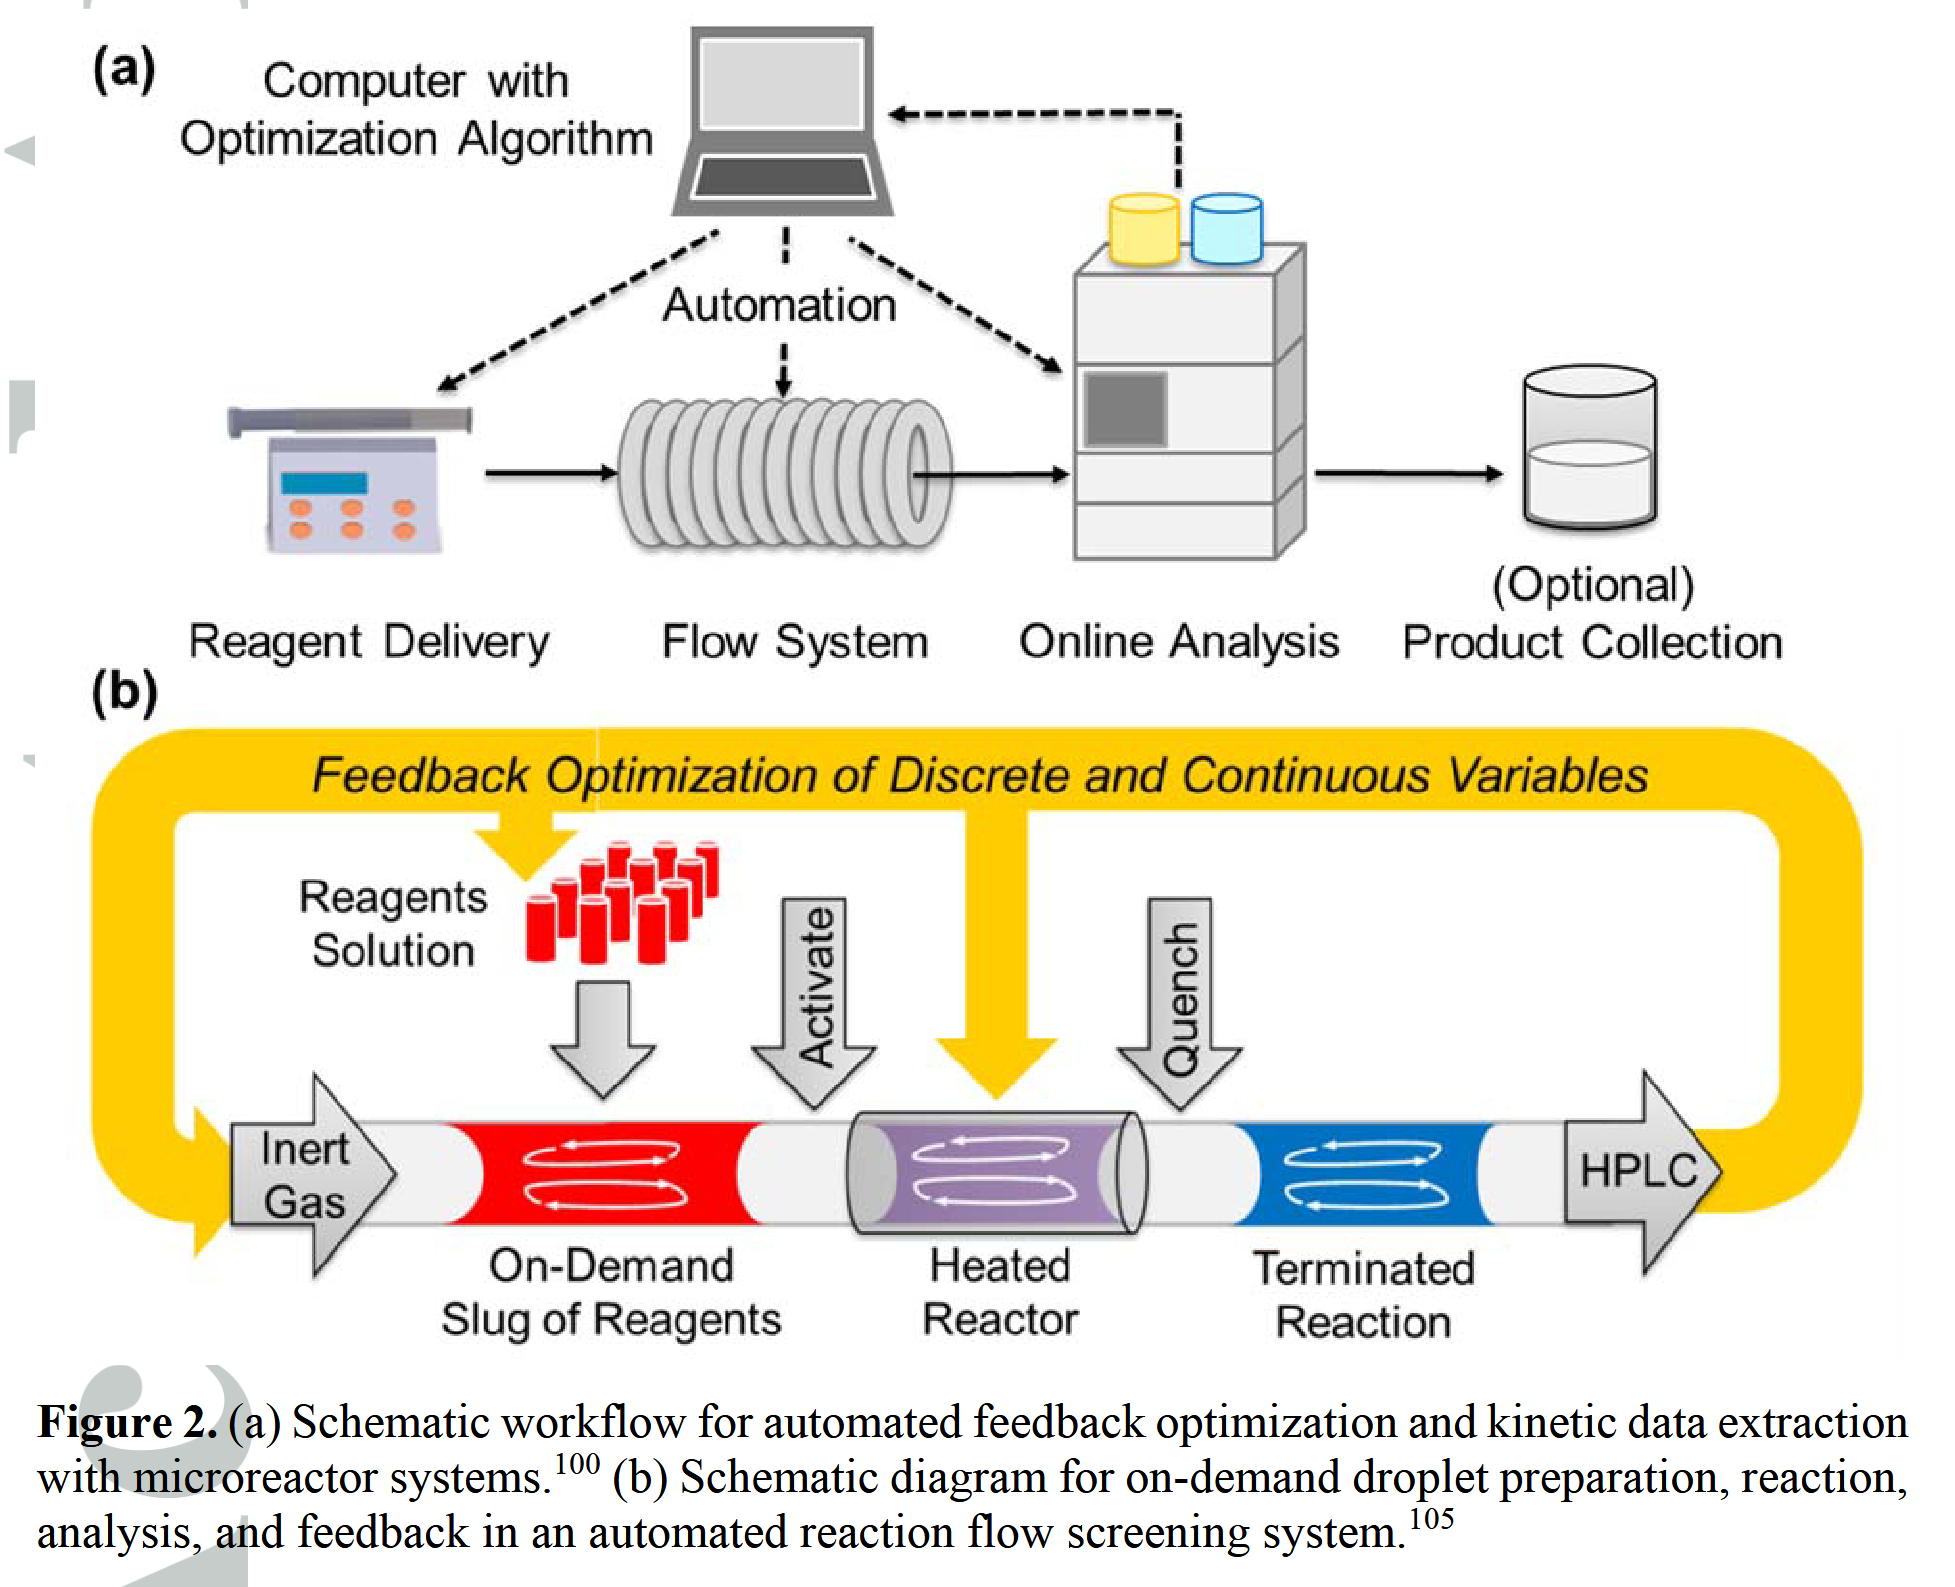 (a)
Computer with
Optimization Algorithm
Automation
Reagent Delivery
Flow System
Online Analysis
(Optional)
Product Collection
(b)
Feedback Optimization of Discrete and Continuous Variables
Reagents
Solution
Activate
Quench
Inert
Gas
HPLC
On-Demand
Slug of Reagents
Heated
Reactor
Terminated
Reaction
Figure 2. (a) Schematic workflow for automated feedback optimization and kinetic data extraction
with microreactor systems.100 (b) Schematic diagram for on-demand droplet preparation, reaction,
analysis, and feedback in an automated reaction flow screening system.105